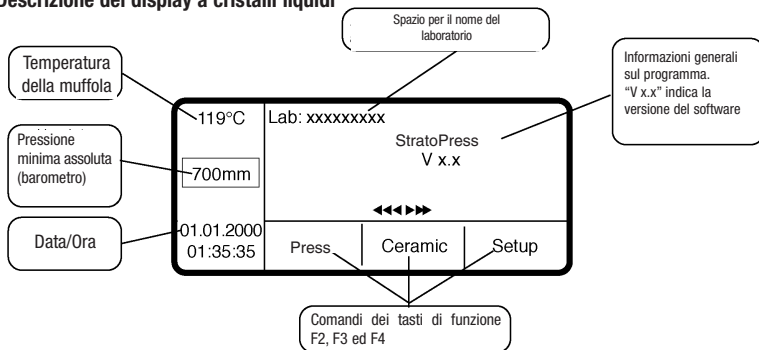 Descrizione del display a cristalli liquidi
Spazio per il nome del
laboratorio
Temperatura
della muffola
Informazioni generali
sul programma.
“V x.x” indica la
versione del software
119°C
Lab: xxxxxxxxx
StratoPress
V x.x
Pressione
minima assoluta
(barometro)
700mm
Data/Ora
01.01.2000
01:35:35
Press
Ceramic
Setup
Comandi dei tasti di funzione
F2, F3 ed F4